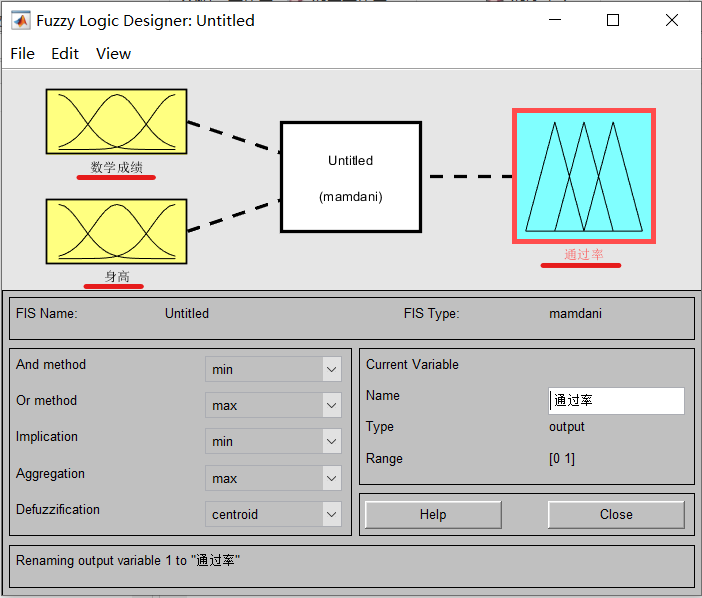 Fuzzy Logic Designer: Untitled
File Edit View
数学成绩
身高
Untitled
(mamdani)
通过率
FIS Name: Untitled FIS Type: mamdani
And method min
Or method max
Implication min
Aggregation max
Defuzzification centroid
Current Variable
Name 通过率
Type output
Range [0 1]
Help Close
Renaming output variable 1 to "通过率"